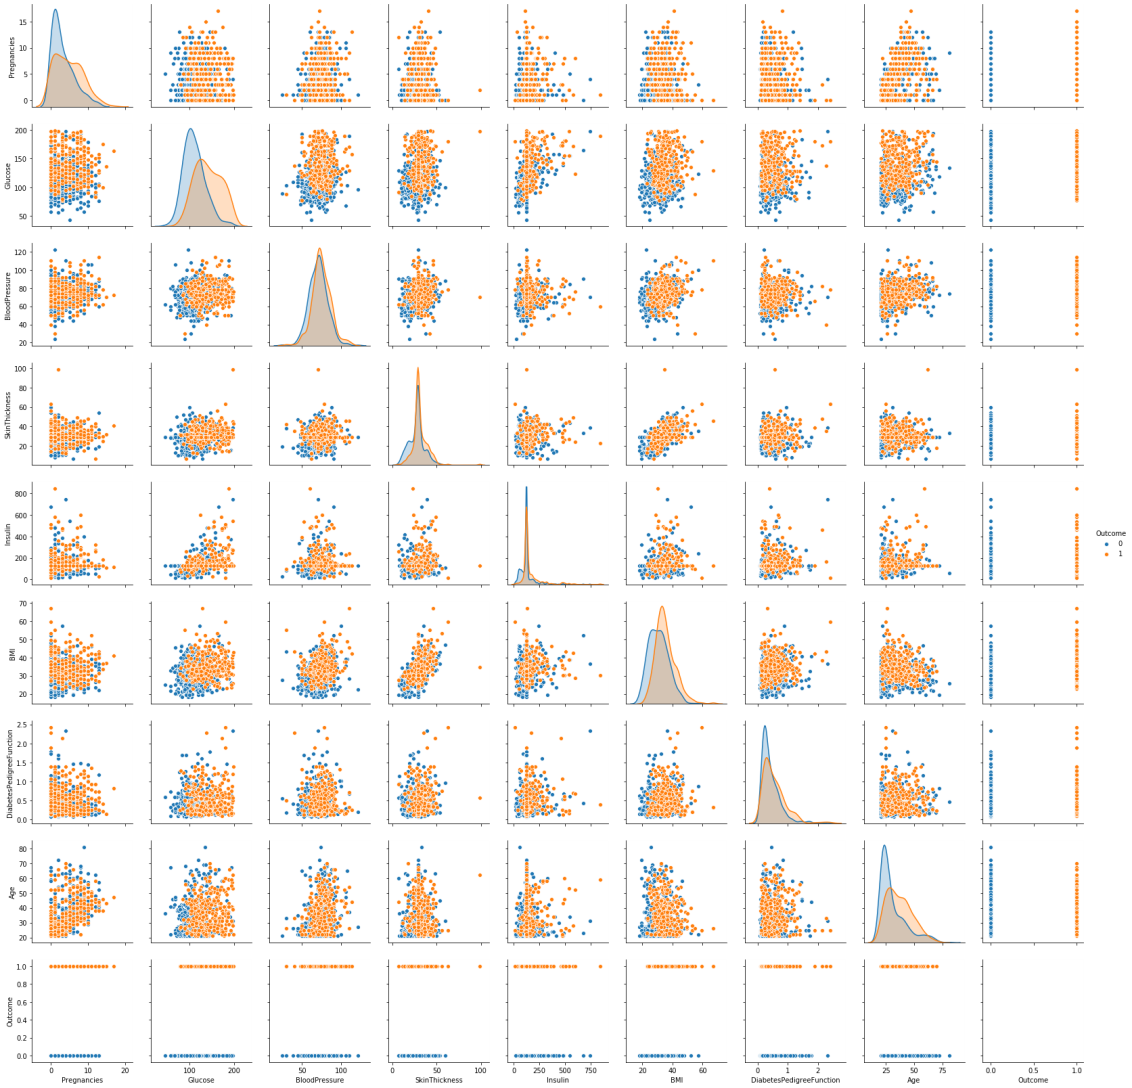 15
10
5
0
Pregnancies
200
150
100
50
Glucose
120
100
80
60
40
20
BloodPressure
100
80
60
40
20
SkinThickness
800
600
400
200
0
Insulin
Outcome
0
1
70
60
50
40
30
20
BMI
2.5
2.0
1.5
1.0
0.5
0.0
DiabetesPedigreeFunction
80
70
60
50
40
30
20
Age
1.0
0.8
0.6
0.4
0.2
0.0
Outcome
0 10 20
100 200
50 100
0 50 100
0 250 500 750
20 40 60
0 1 2
25 50 75
0.0 0.5 1.0
Pregnancies Glucose BloodPressure SkinThickness Insulin BMI DiabetesPedigreeFunction Age Outcome